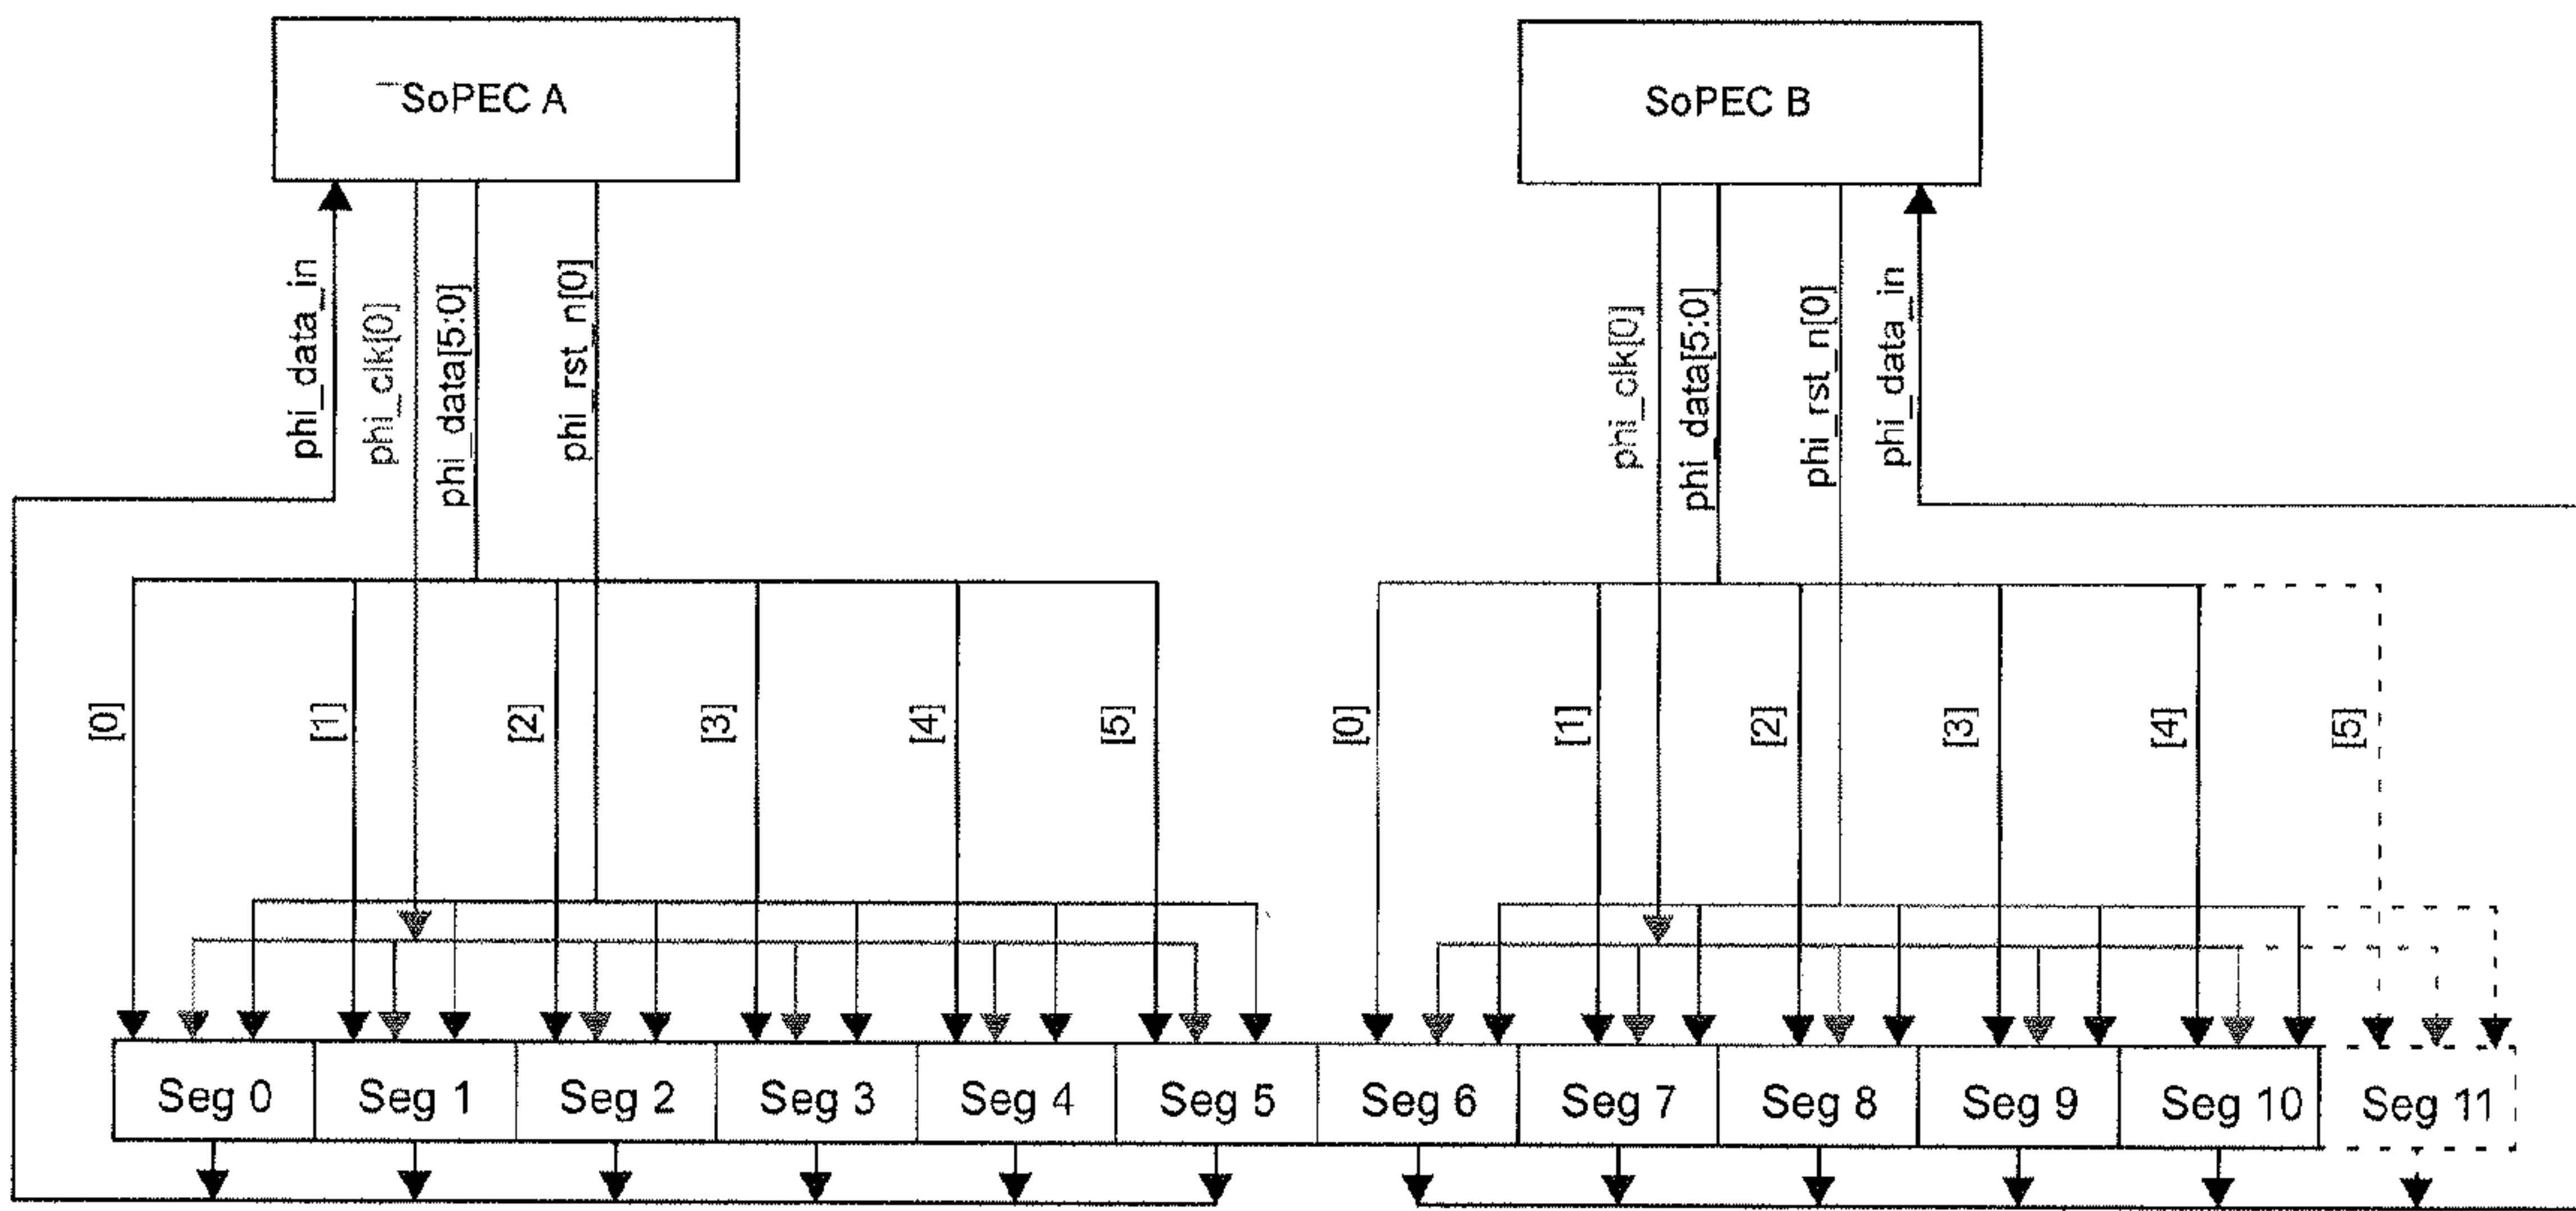 SoPEC A
SoPEC B
phi_data_in
phi_clk[0]
phi_data[5:0]
phi_rst_n[0]
phi_clk[0]
phi_data[5:0]
phi_rst_n[0]
phi_data_in
[0]
[1]
[2]
[3]
[4]
[5]
[0]
[1]
[2]
[3]
[4]
[5]
Seg 0
Seg 1
Seg 2
Seg 3
Seg 4
Seg 5
Seg 6
Seg 7
Seg 8
Seg 9
Seg 10
Seg 11